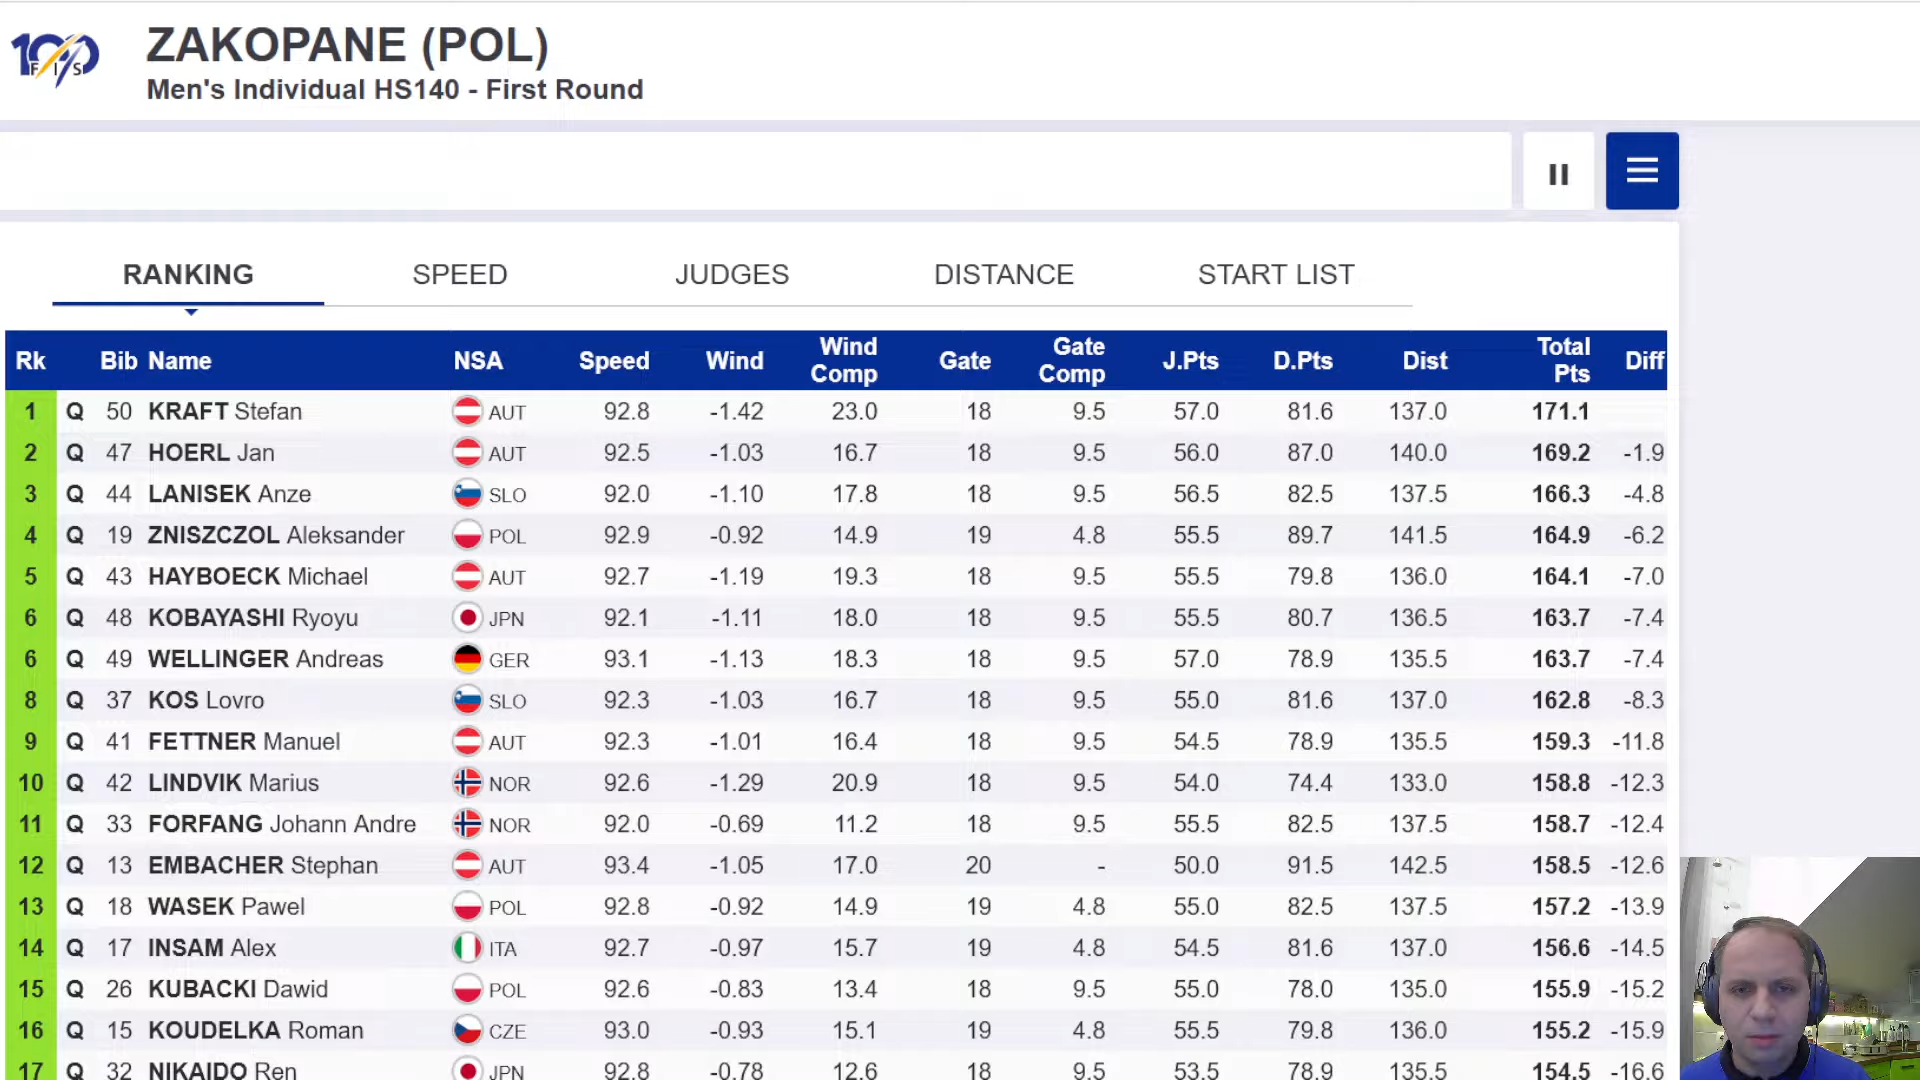 100 FIS
ZAKOPANE (POL)
Men's Individual HS140 - First Round
RANKING SPEED JUDGES DISTANCE START LIST
Rk Bib Name NSA Speed Wind Wind Comp Gate Gate Comp J.Pts D.Pts Dist Total Pts Diff
1 Q 50 KRAFT Stefan AUT 92.8 -1.42 23.0 18 9.5 57.0 81.6 137.0 171.1
2 Q 47 HOERL Jan AUT 92.5 -1.03 16.7 18 9.5 56.0 87.0 140.0 169.2 -1.9
3 Q 44 LANISEK Anze SLO 92.0 -1.10 17.8 18 9.5 56.5 82.5 137.5 166.3 -4.8
4 Q 19 ZNISZCZOL Aleksander POL 92.9 -0.92 14.9 19 4.8 55.5 89.7 141.5 164.9 -6.2
5 Q 43 HAYBOECK Michael AUT 92.7 -1.19 19.3 18 9.5 55.5 79.8 136.0 164.1 -7.0
6 Q 48 KOBAYASHI Ryoyu JPN 92.1 -1.11 18.0 18 9.5 55.5 80.7 136.5 163.7 -7.4
6 Q 49 WELLINGER Andreas GER 93.1 -1.13 18.3 18 9.5 57.0 78.9 135.5 163.7 -7.4
8 Q 37 KOS Lovro SLO 92.3 -1.03 16.7 18 9.5 55.0 81.6 137.0 162.8 -8.3
9 Q 41 FETTNER Manuel AUT 92.3 -1.01 16.4 18 9.5 54.5 78.9 135.5 159.3 -11.8
10 Q 42 LINDVIK Marius NOR 92.6 -1.29 20.9 18 9.5 54.0 74.4 133.0 158.8 -12.3
11 Q 33 FORFANG Johann Andre NOR 92.0 -0.69 11.2 18 9.5 55.5 82.5 137.5 158.7 -12.4
12 Q 13 EMBACHER Stephan AUT 93.4 -1.05 17.0 20 - 50.0 91.5 142.5 158.5 -12.6
13 Q 18 WASEK Pawel POL 92.8 -0.92 14.9 19 4.8 55.0 82.5 137.5 157.2 -13.9
14 Q 17 INSAM Alex ITA 92.7 -0.97 15.7 19 4.8 54.5 81.6 137.0 156.6 -14.5
15 Q 26 KUBACKI Dawid POL 92.6 -0.83 13.4 18 9.5 55.0 78.0 135.0 155.9 -15.2
16 Q 15 KOUDELKA Roman CZE 93.0 -0.93 15.1 19 4.8 55.5 79.8 136.0 155.2 -15.9
17 Q 32 NIKAIDO Ren JPN 92.8 -0.78 12.6 18 9.5 53.5 78.9 135.5 154.5 -16.6